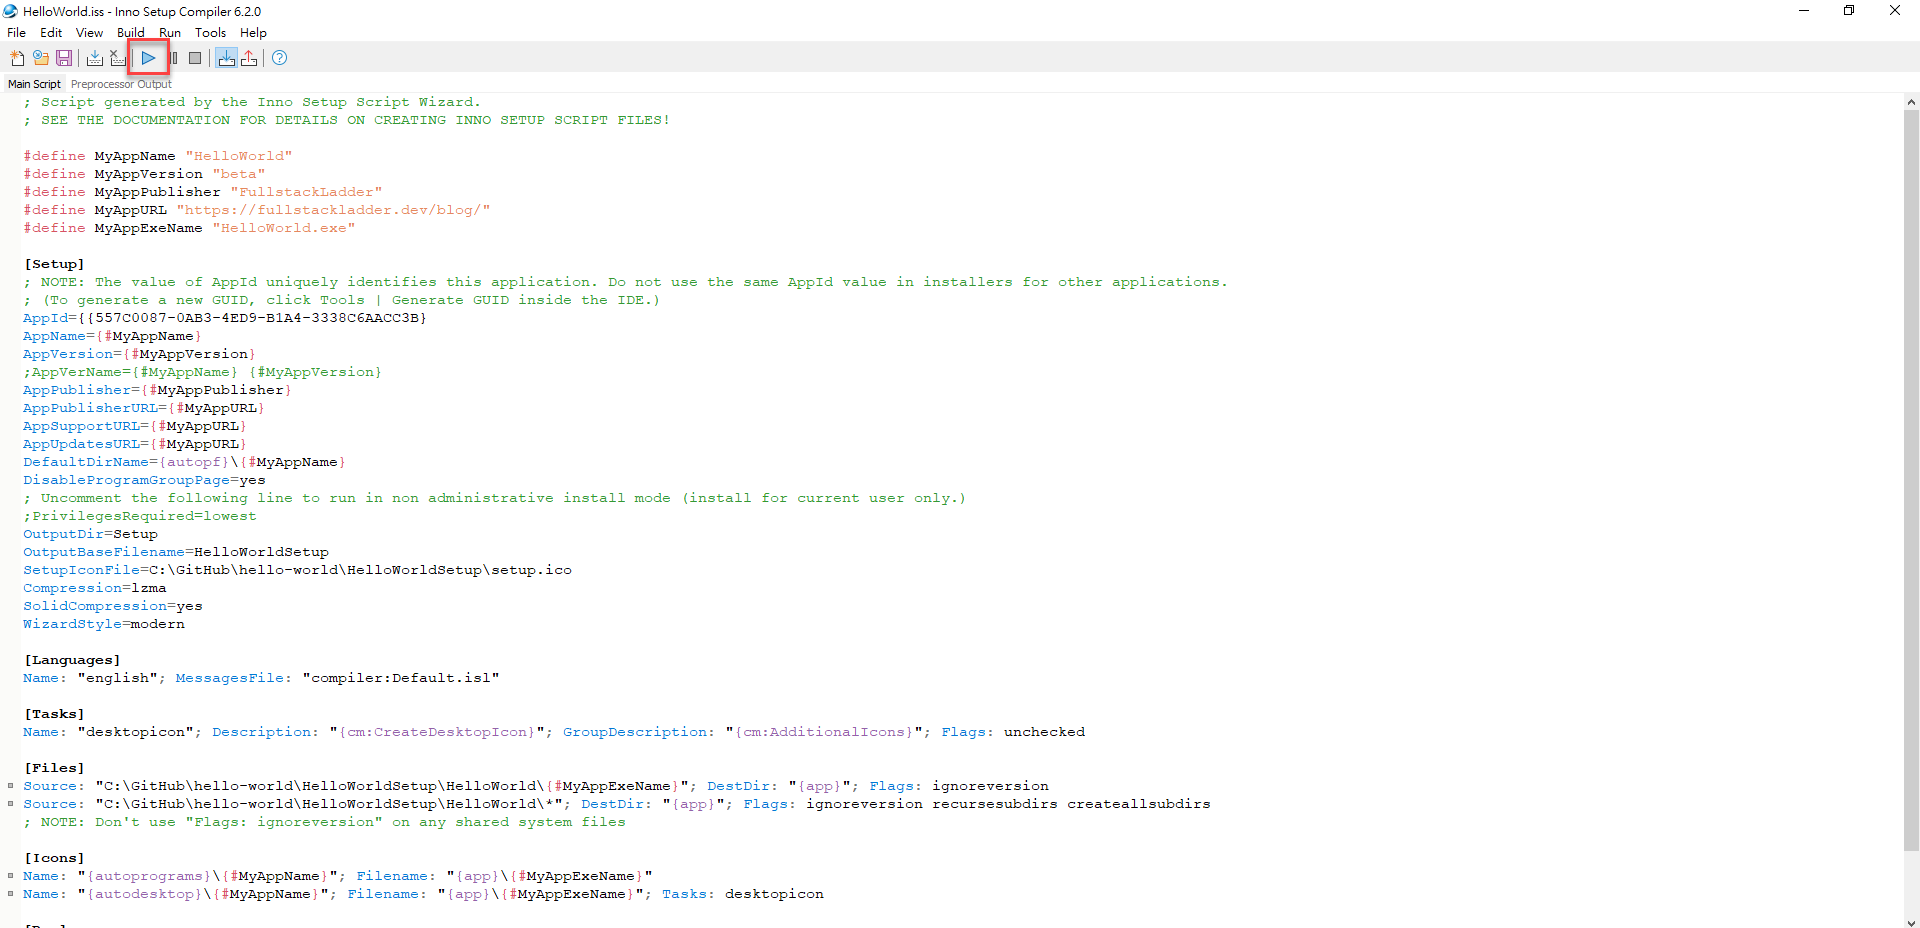 HelloWorld.iss - Inno Setup Compiler 6.2.0
File Edit View Build Run Tools Help
Main Script Preprocessor Output
; Script generated by the Inno Setup Script Wizard.
; SEE THE DOCUMENTATION FOR DETAILS ON CREATING INNO SETUP SCRIPT FILES!
#define MyAppName "HelloWorld"
#define MyAppVersion "beta"
#define MyAppPublisher "FullstackLadder"
#define MyAppURL "https://fullstackladder.dev/blog/"
#define MyAppExeName "HelloWorld.exe"
[Setup]
; NOTE: The value of AppId uniquely identifies this application. Do not use the same AppId value in installers for other applications.
; (To generate a new GUID, click Tools | Generate GUID inside the IDE.)
AppId={{557C0087-0AB3-4ED9-B1A4-3338C6AACC3B}
AppName={#MyAppName}
AppVersion={#MyAppVersion}
;AppVerName={#MyAppName} {#MyAppVersion}
AppPublisher={#MyAppPublisher}
AppPublisherURL={#MyAppURL}
AppSupportURL={#MyAppURL}
AppUpdatesURL={#MyAppURL}
DefaultDirName={autopf}\{#MyAppName}
DisableProgramGroupPage=yes
; Uncomment the following line to run in non administrative install mode (install for current user only.)
;PrivilegesRequired=lowest
OutputDir=Setup
OutputBaseFilename=HelloWorldSetup
SetupIconFile=C:\GitHub\hello-world\HelloWorldSetup\setup.ico
Compression=lzma
SolidCompression=yes
WizardStyle=modern
[Languages]
Name: "english"; MessagesFile: "compiler:Default.isl"
[Tasks]
Name: "desktopicon"; Description: "{cm:CreateDesktopIcon}"; GroupDescription: "{cm:AdditionalIcons}"; Flags: unchecked
[Files]
Source: "C:\GitHub\hello-world\HelloWorldSetup\HelloWorld\{#MyAppExeName}"; DestDir: "{app}"; Flags: ignoreversion
Source: "C:\GitHub\hello-world\HelloWorldSetup\HelloWorld\*"; DestDir: "{app}"; Flags: ignoreversion recursesubdirs createallsubdirs
; NOTE: Don't use "Flags: ignoreversion" on any shared system files
[Icons]
Name: "{autoprograms}\{#MyAppName}"; Filename: "{app}\{#MyAppExeName}"
Name: "{autodesktop}\{#MyAppName}"; Filename: "{app}\{#MyAppExeName}"; Tasks: desktopicon